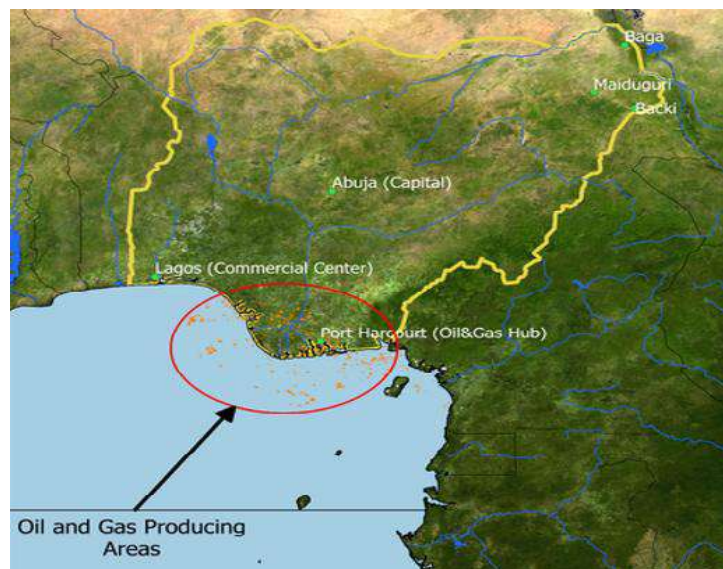 Baga
Maiduguri
Backi
Abuja (Capital)
Lagos (Commercial Center)
Port Harcourt (Oil&Gas Hub)
Oil and Gas Producing
Areas